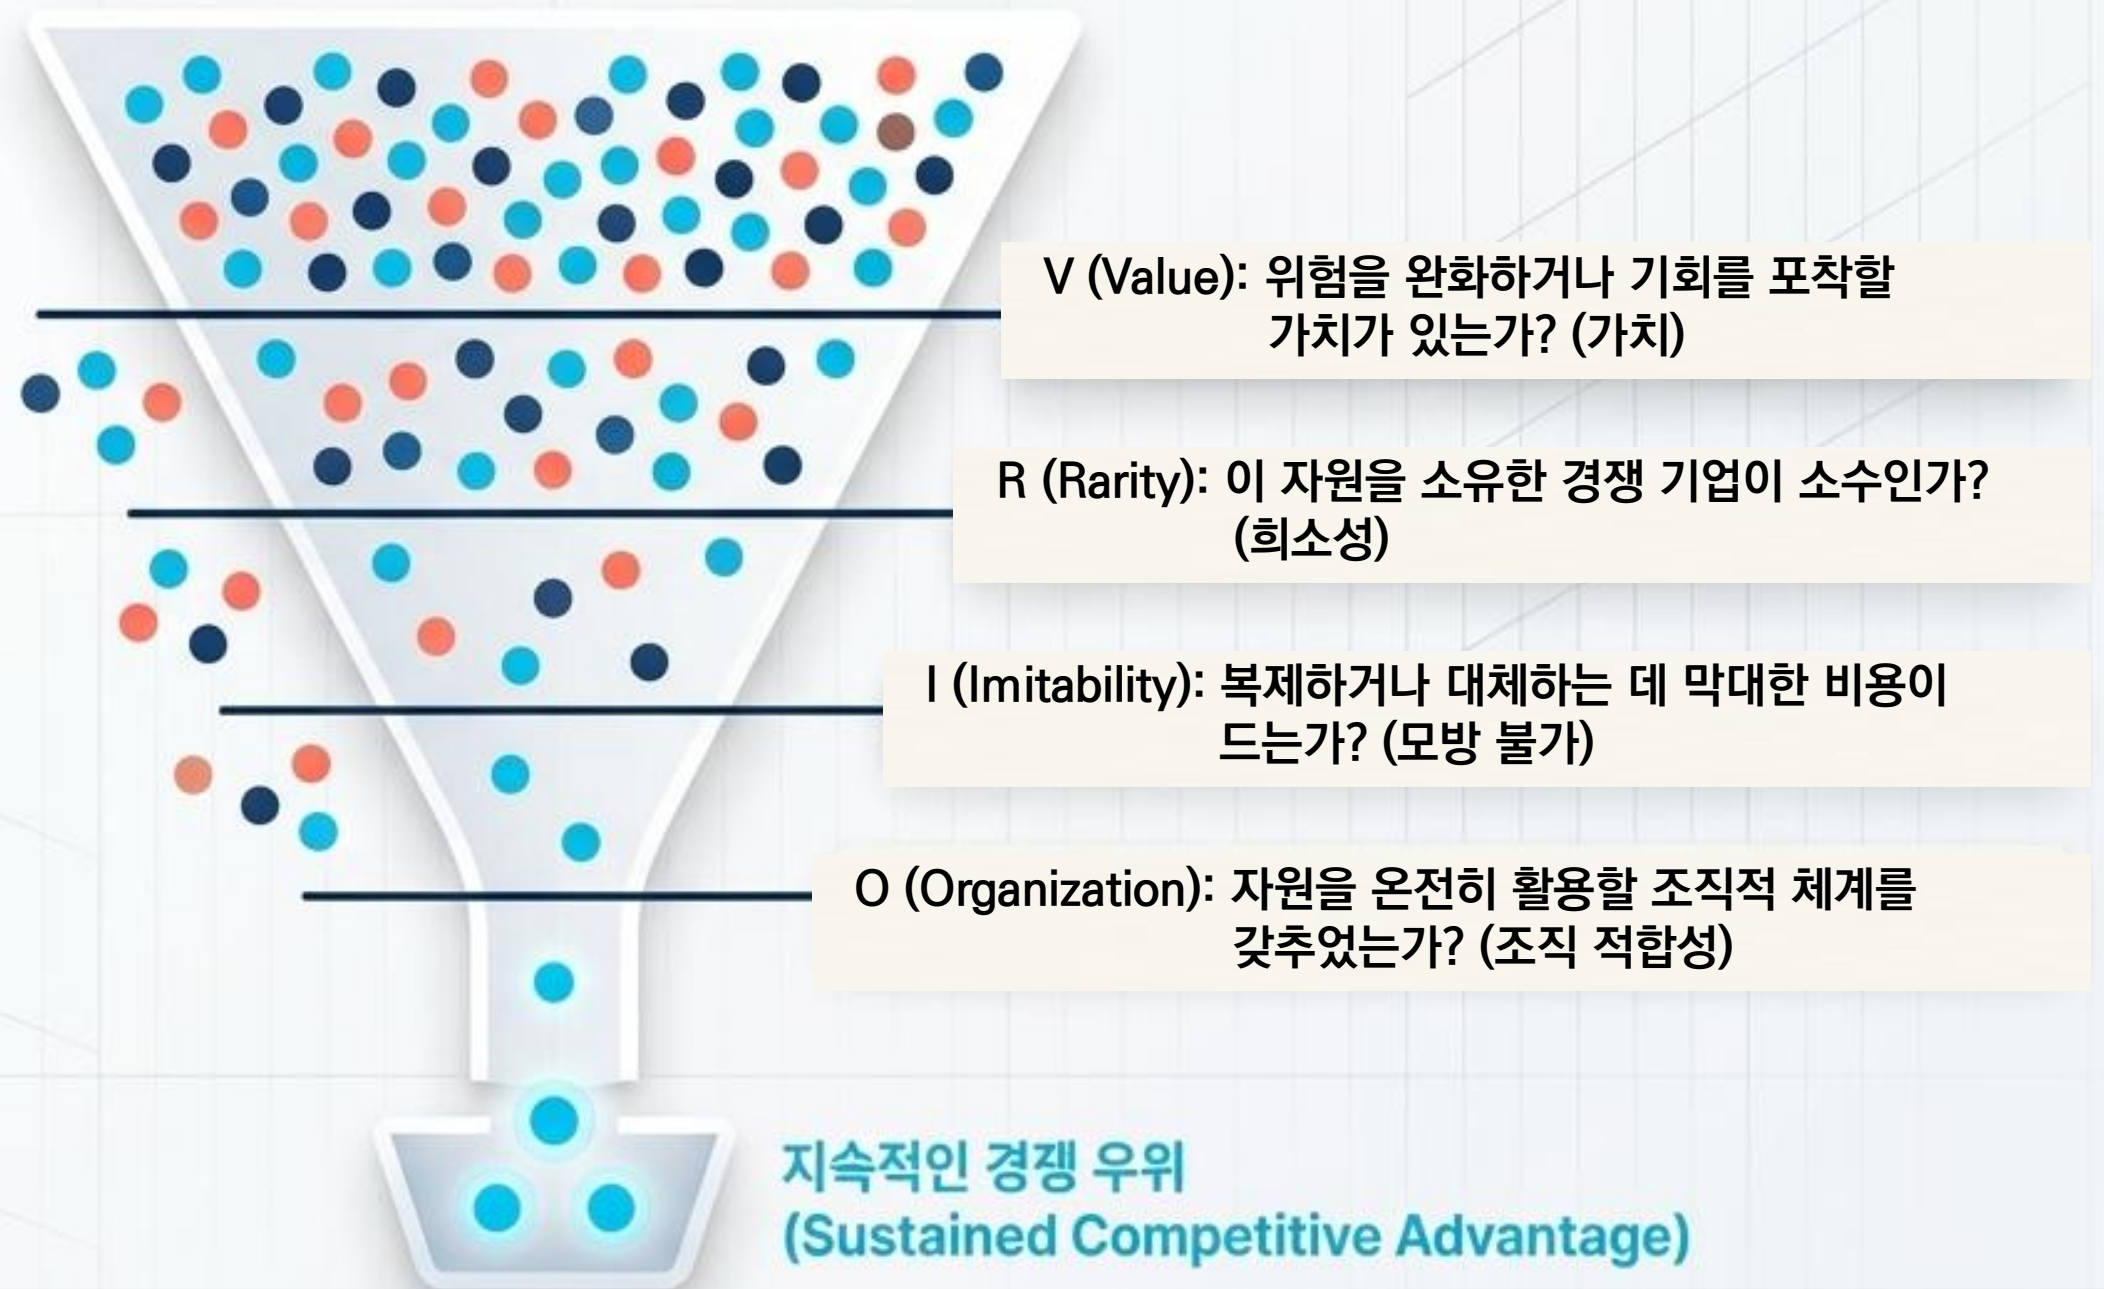 V (Value): 위험을 완화하거나 기회를 포착할
가치가 있는가? (가치)
R (Rarity): 이 자원을 소유한 경쟁 기업이 소수인가?
(희소성)
I (Imitability): 복제하거나 대체하는 데 막대한 비용이
드는가? (모방 불가)
O (Organization): 자원을 온전히 활용할 조직적 체계를
갖추었는가? (조직 적합성)
지속적인 경쟁 우위
(Sustained Competitive Advantage)